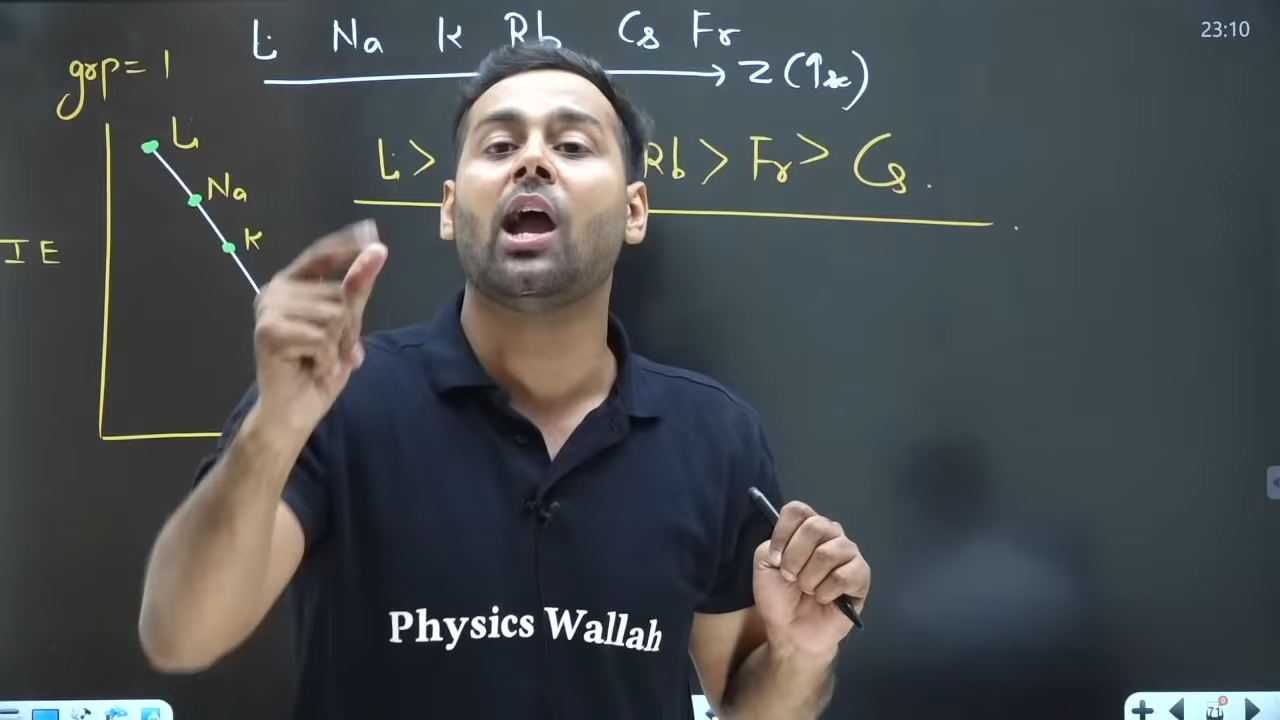 Li Na K Rb Cs Fr
23:10
grp = 1
→ Z (↑se)
Li
Li > Rb > Fr > Cs.
Na
K
IE
Physics Wallah
71